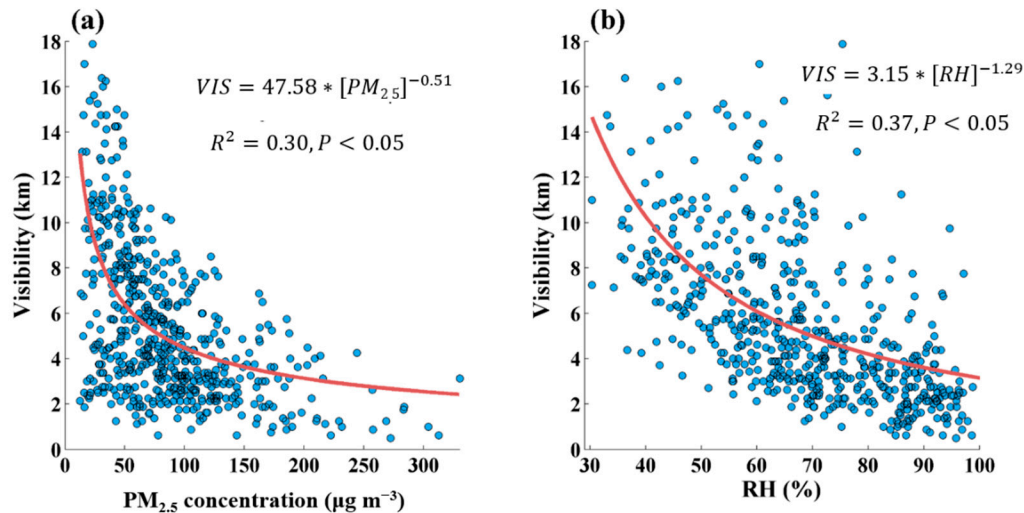 (a)
VIS = 47.58 * [PM2.5]^−0.51
R² = 0.30, P < 0.05
Visibility (km)
18
16
14
12
10
8
6
4
2
0
0 50 100 150 200 250 300
PM2.5 concentration (µg m⁻³)
(b)
VIS = 3.15 * [RH]^−1.29
R² = 0.37, P < 0.05
Visibility (km)
18
16
14
12
10
8
6
4
2
0
30 40 50 60 70 80 90 100
RH (%)